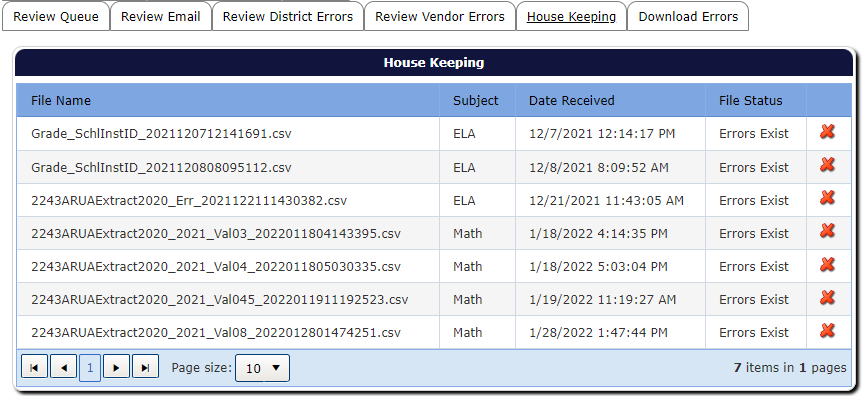 Review Queue Review Email Review District Errors Review Vendor Errors House Keeping Download Errors
House Keeping
File Name Subject Date Received File Status
Grade_SchlInstID_2021120712141691.csv ELA 12/7/2021 12:14:17 PM Errors Exist
Grade_SchlInstID_2021120808095112.csv ELA 12/8/2021 8:09:52 AM Errors Exist
2243ARUAExtract2020_Err_2021122111430382.csv ELA 12/21/2021 11:43:05 AM Errors Exist
2243ARUAExtract2020_2021_Val03_2022011804143395.csv Math 1/18/2022 4:14:35 PM Errors Exist
2243ARUAExtract2020_2021_Val04_2022011805030335.csv Math 1/18/2022 5:03:04 PM Errors Exist
2243ARUAExtract2020_2021_Val045_2022011911192523.csv Math 1/19/2022 11:19:27 AM Errors Exist
2243ARUAExtract2020_2021_Val08_2022012801474251.csv Math 1/28/2022 1:47:44 PM Errors Exist
1 Page size: 10 7 items in 1 pages